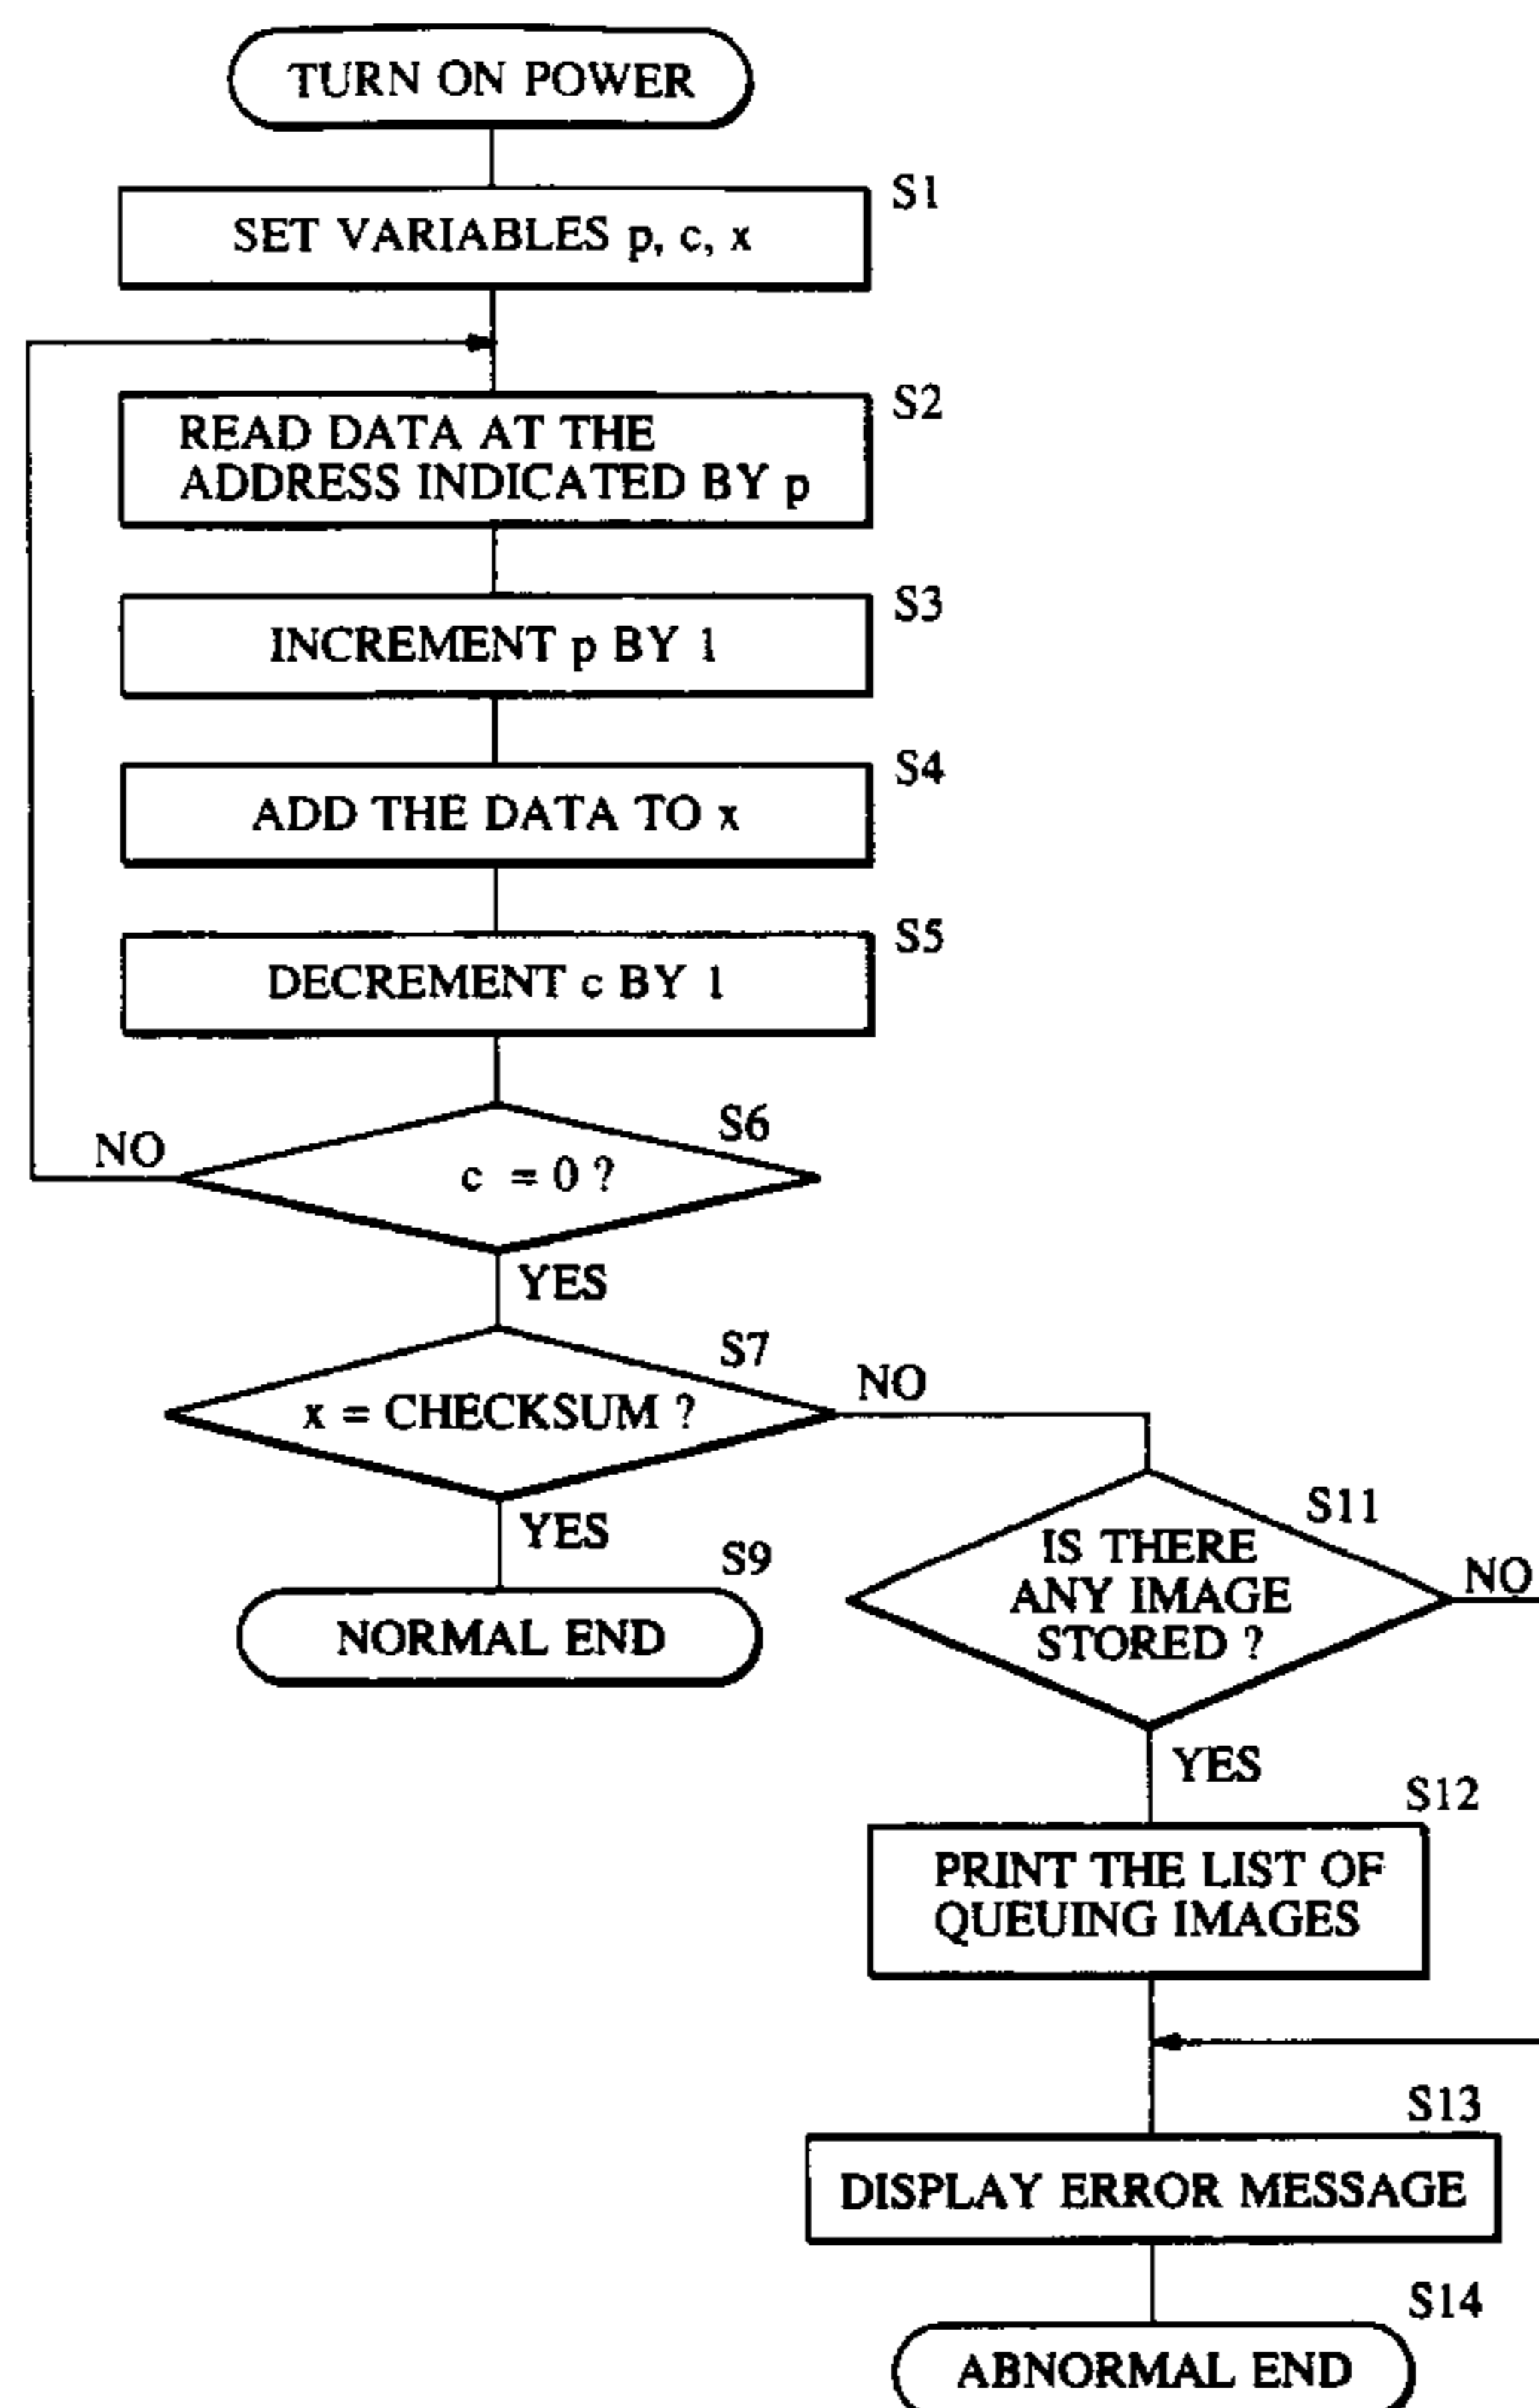 TURN ON POWER
S1
SET VARIABLES p, c, x
S2
READ DATA AT THE
ADDRESS INDICATED BY p
S3
INCREMENT p BY 1
S4
ADD THE DATA TO x
S5
DECREMENT c BY 1
S6
NO
c = 0 ?
YES
S7
NO
x = CHECKSUM ?
YES
S9
NORMAL END
S11
IS THERE
ANY IMAGE
STORED ?
NO
YES
S12
PRINT THE LIST OF
QUEUING IMAGES
S13
DISPLAY ERROR MESSAGE
S14
ABNORMAL END